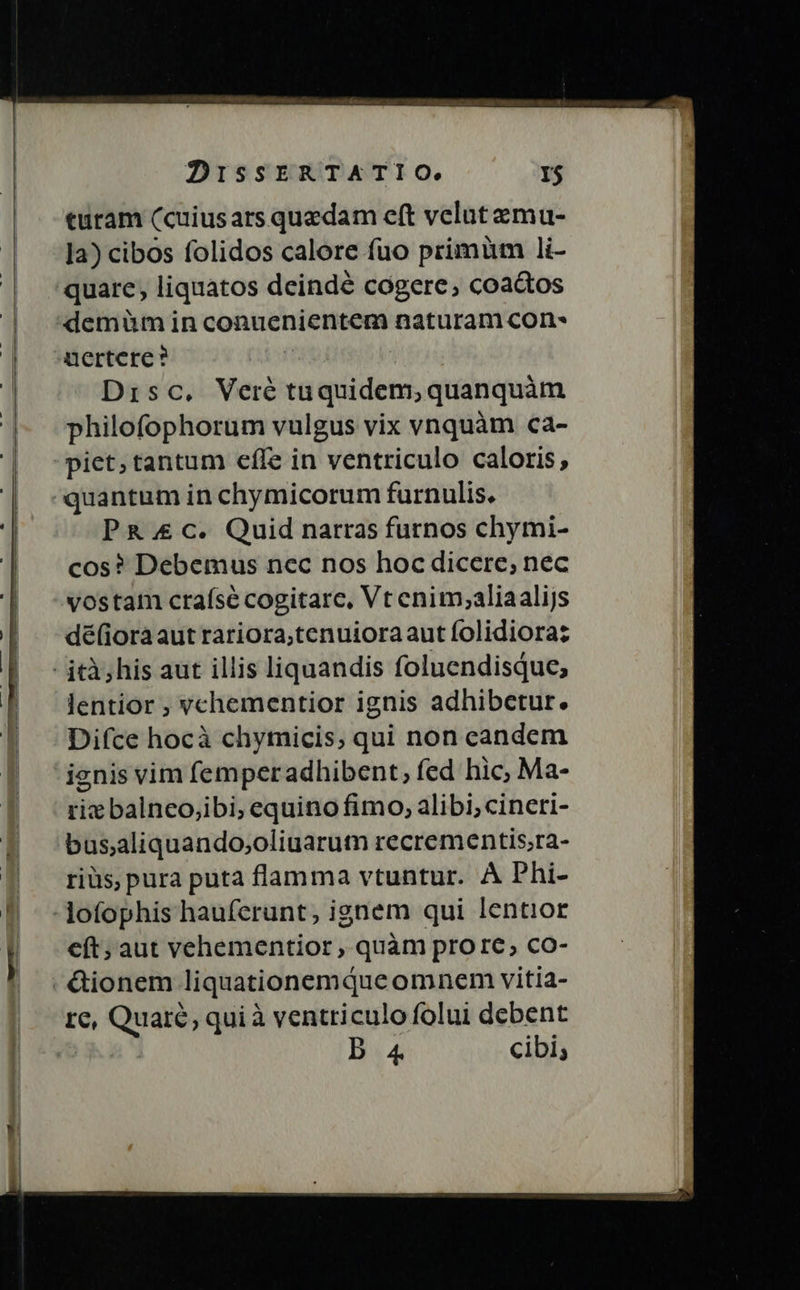 DISSERTATIO. 15
turam (cuius ars quædam eſt velut æmu-
la) cibos ſolidos calore ſuo primùm li-
quare, liquatos deindè cogere, coactos
demùm in conuenientem naturam con-
uertere?
DISC. Verè tu quidem, quanquàm
philoſophorum vulgus vix vnquàm ca-
piet, tantum eſſe in ventriculo caloris,
quantum in chymicorum furnulis.
PRÆC. Quid narras furnos chymi-
cos? Debemus nec nos hoc dicere, nec
vos tam craſsè cogitare. Vt enim, alia alijs
dẽſiora aut rariora, tenuiora aut ſolidiora;
ità, his aut illis liquandis ſoluendisq́ue,
lentior, vehementior ignis adhibetur.
Diſce hoc à chymicis, qui non eandem
ignis vim ſemper adhibent, ſed hìc, Ma-
riæ balneo, ibi, equino fimo, alibi, cineri-
bus, aliquando, oliuarum recrementis, ra-
riùs, pura puta flamma vtuntur. A Phi-
loſophis hauſerunt, ignem qui lentior
eſt, aut vehementior, quàm pro re, co-
ctionem liquationemq́ue omnem vitia-
re, Quarè, qui à ventriculo ſolui debent
B 4 cibi,